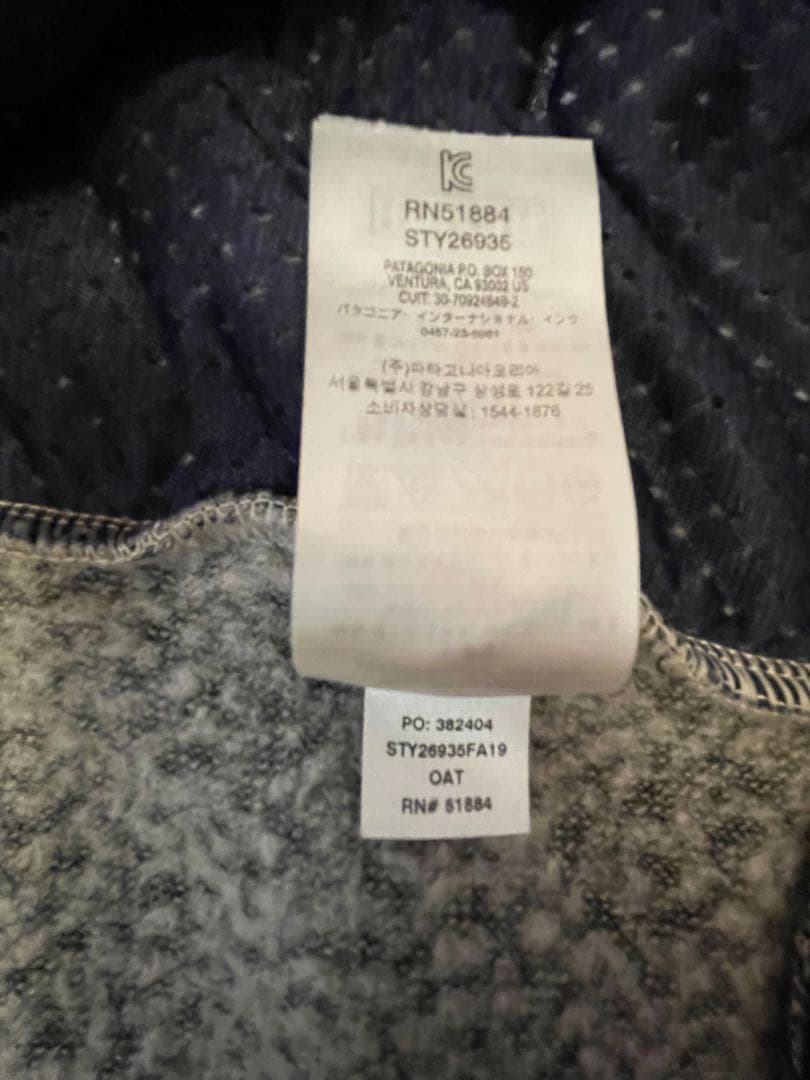 KC
RN51884
STY26935
PATAGONIA P.O. BOX 150
VENTURA, CA 93002 US
CUIT: 30-70924849-2
パタゴニア・インターナショナル・インク
(주)파타고니아코리아
서울특별시 강남구 삼성로 122길 25
소비자상담실: 1544-1876
PO: 382404
STY26935FA19
OAT
RN# 51884